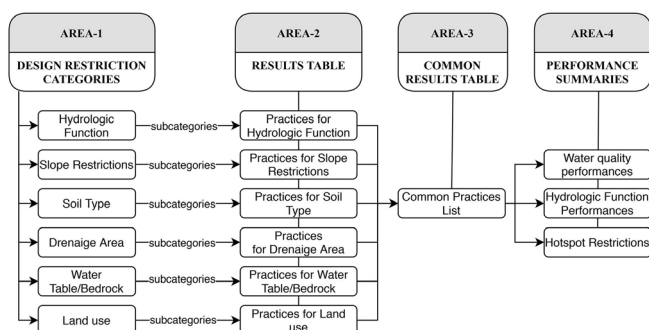 AREA-1
DESIGN RESTRICTION
CATEGORIES
AREA-2
RESULTS TABLE
AREA-3
COMMON
RESULTS TABLE
AREA-4
PERFORMANCE
SUMMARIES
Hydrologic
Function
subcategories
Practices for
Hydrologic Function
Slope Restrictions
subcategories
Practices for Slope
Restrictions
Soil Type
subcategories
Practices for Soil
Type
Drenaige Area
subcategories
Practices
for Drenaige Area
Water
Table/Bedrock
subcategories
Practices for Water
Table/Bedrock
Land use
subcategories
Practices for Land
use
Common Practices
List
Water quality
performances
Hydrologic Function
Performances
Hotspot Restrictions